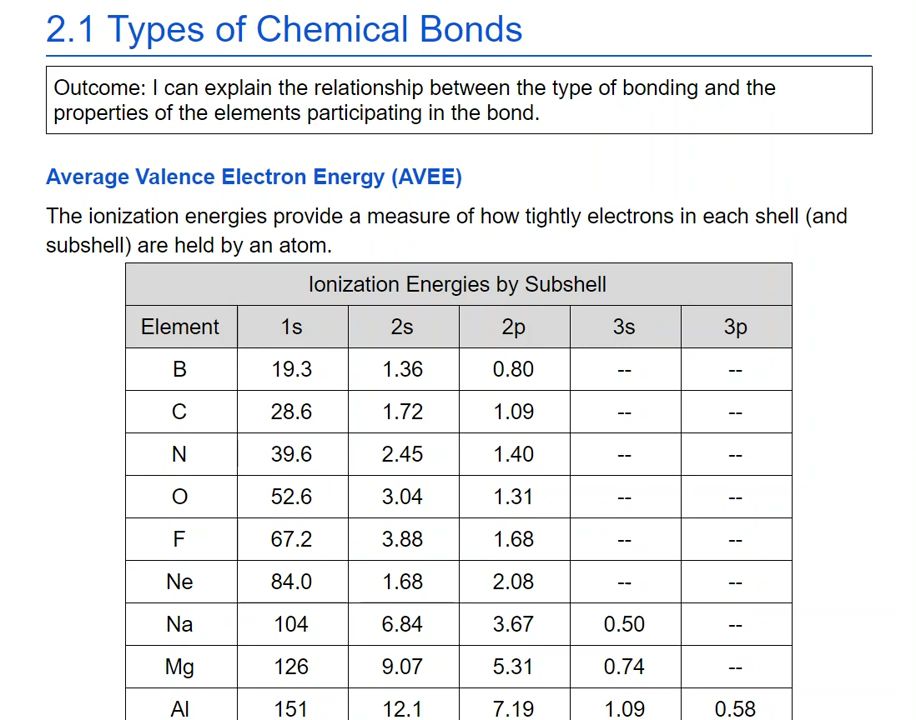 2.1 Types of Chemical Bonds
Outcome: I can explain the relationship between the type of bonding and the
properties of the elements participating in the bond.
Average Valence Electron Energy (AVEE)
The ionization energies provide a measure of how tightly electrons in each shell (and
subshell) are held by an atom.
Ionization Energies by Subshell
Element 1s 2s 2p 3s 3p
B 19.3 1.36 0.80 -- --
C 28.6 1.72 1.09 -- --
N 39.6 2.45 1.40 -- --
O 52.6 3.04 1.31 -- --
F 67.2 3.88 1.68 -- --
Ne 84.0 1.68 2.08 -- --
Na 104 6.84 3.67 0.50 --
Mg 126 9.07 5.31 0.74 --
Al 151 12.1 7.19 1.09 0.58